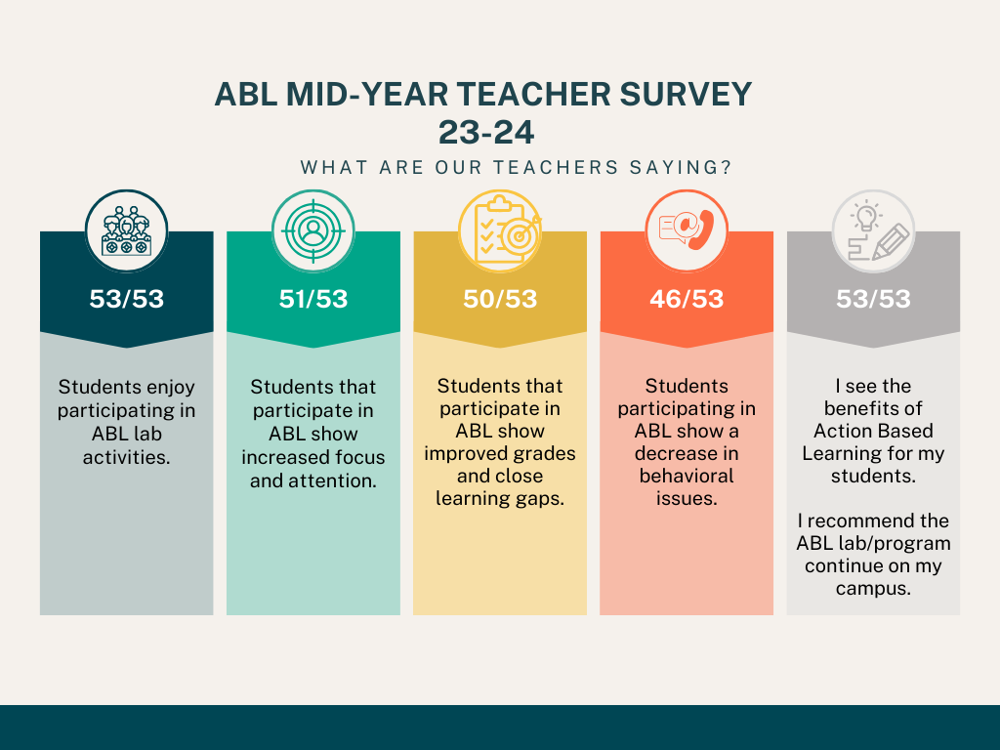 ABL MID-YEAR TEACHER SURVEY
23-24
WHAT ARE OUR TEACHERS SAYING?
53/53
Students enjoy
participating in
ABL lab
activities.
51/53
Students that
participate in
ABL show
increased focus
and attention.
50/53
Students that
participate in
ABL show
improved grades
and close
learning gaps.
46/53
Students
participating in
ABL show a
decrease in
behavioral
issues.
53/53
I see the
benefits of
Action Based
Learning for my
students.
I recommend the
ABL lab/program
continue on my
campus.